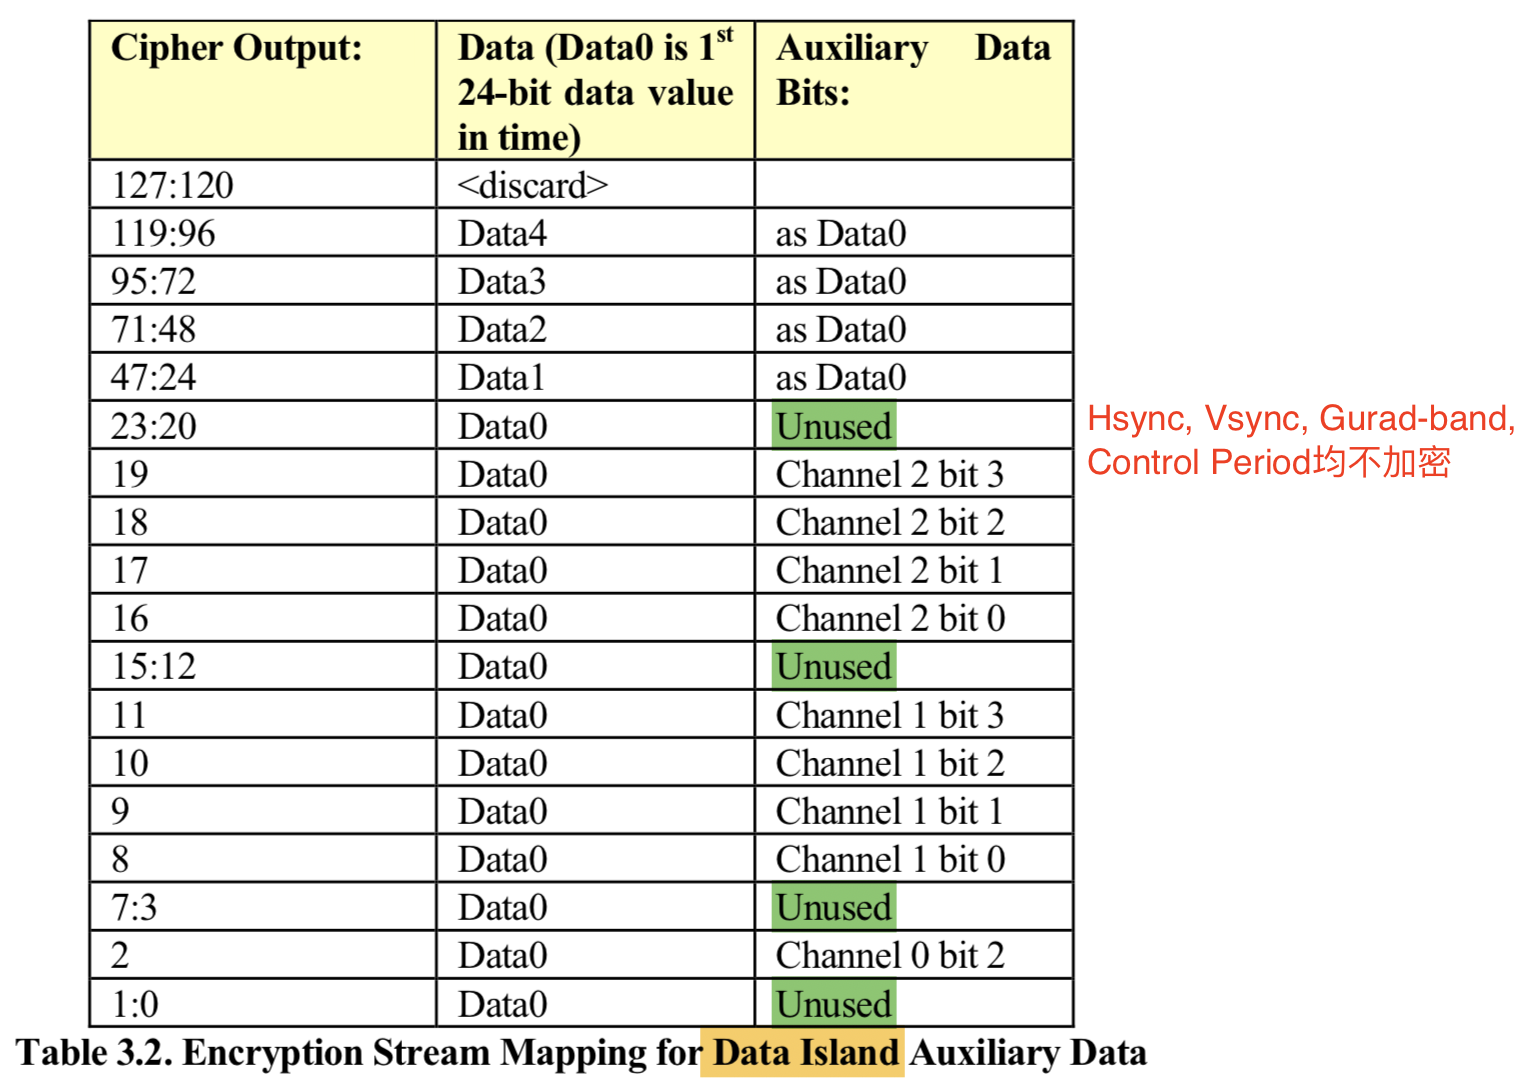 Cipher Output: Data (Data0 is 1st 24-bit data value in time) Auxiliary Data Bits:
127:120 <discard>
119:96 Data4 as Data0
95:72 Data3 as Data0
71:48 Data2 as Data0
47:24 Data1 as Data0
23:20 Data0 Unused
Hsync, Vsync, Gurad-band,
Control Period均不加密
19 Data0 Channel 2 bit 3
18 Data0 Channel 2 bit 2
17 Data0 Channel 2 bit 1
16 Data0 Channel 2 bit 0
15:12 Data0 Unused
11 Data0 Channel 1 bit 3
10 Data0 Channel 1 bit 2
9 Data0 Channel 1 bit 1
8 Data0 Channel 1 bit 0
7:3 Data0 Unused
2 Data0 Channel 0 bit 2
1:0 Data0 Unused
Table 3.2. Encryption Stream Mapping for Data Island Auxiliary Data